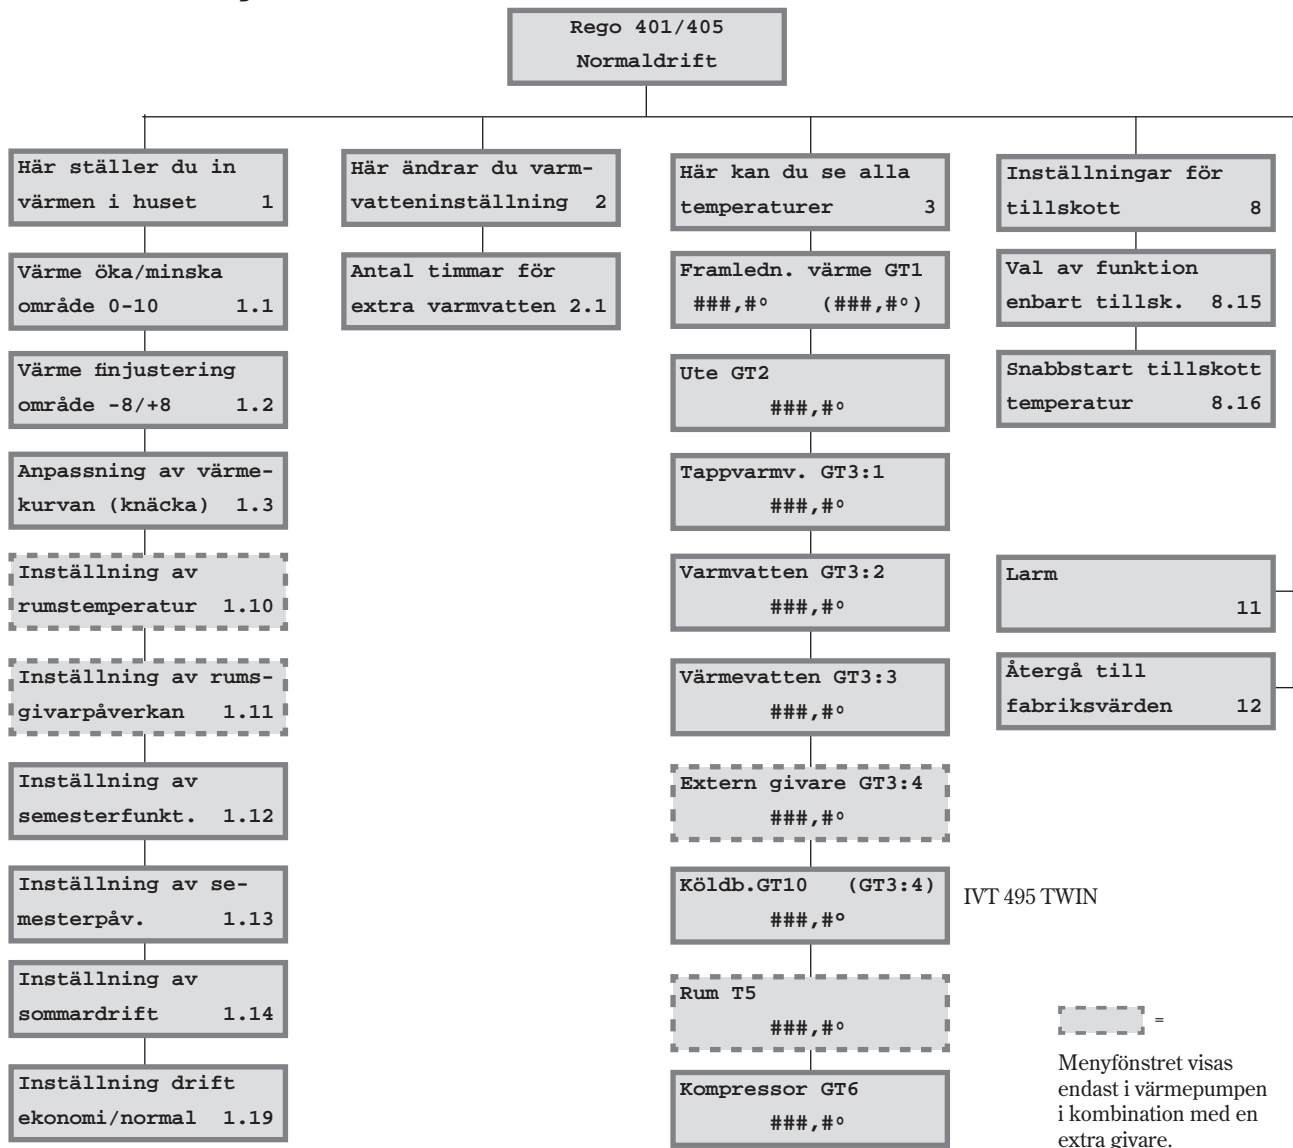 Rego 401/405
Normaldrift
Här ställer du in
värmen i huset 1
Värme öka/minska
område 0-10 1.1
Värme finjustering
område -8/+8 1.2
Anpassning av värme-
kurvan (knäcka) 1.3
Inställning av
rumstemperatur 1.10
Inställning av rums-
givarpåverkan 1.11
Inställning av
semesterfunkt. 1.12
Inställning av se-
mesterpåv. 1.13
Inställning av
sommardrift 1.14
Inställning drift
ekonomi/normal 1.19
Här ändrar du varm-
vatteninställning 2
Antal timmar för
extra varmvatten 2.1
Här kan du se alla
temperaturer 3
Framledn. värme GT1
###,#° (###,#°)
Ute GT2
###,#°
Tappvarmv. GT3:1
###,#°
Varmvatten GT3:2
###,#°
Värmevatten GT3:3
###,#°
Extern givare GT3:4
###,#°
Köldb.GT10 (GT3:4)
###,#°
IVT 495 TWIN
Rum T5
###,#°
Kompressor GT6
###,#°
Inställningar för
tillskott 8
Val av funktion
enbart tillsk. 8.15
Snabbstart tillskott
temperatur 8.16
Larm
11
Återgå till
fabriksvärden 12
=
Menyfönstret visas
endast i värmepumpen
i kombination med en
extra givare.